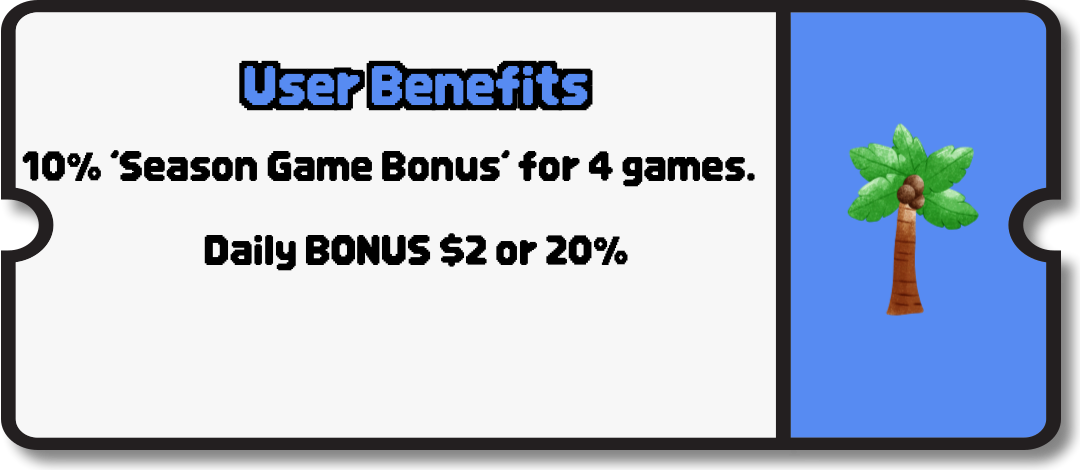 User Benefits
10% ‘Season Game Bonus’ for 4 games.
Daily BONUS $2 or 20%